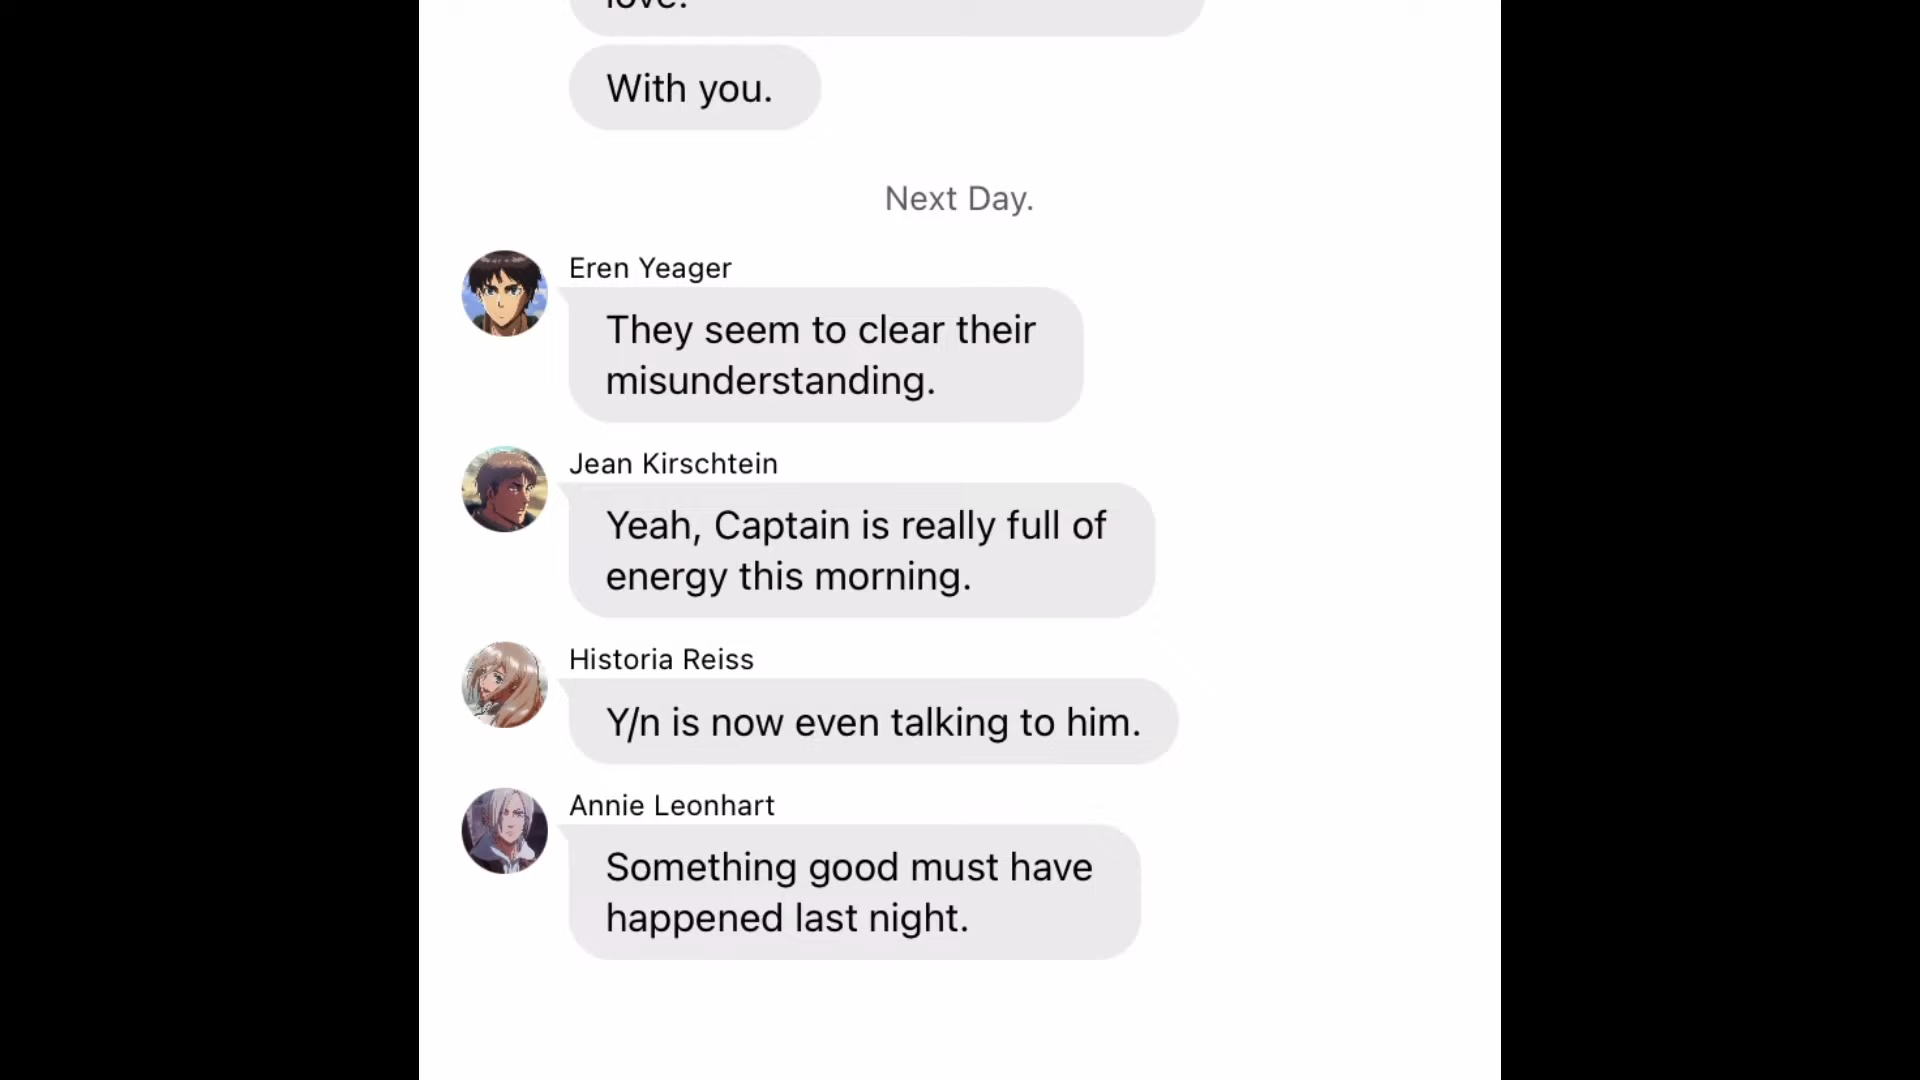 love.
With you.
Next Day.
Eren Yeager
They seem to clear their
misunderstanding.
Jean Kirschtein
Yeah, Captain is really full of
energy this morning.
Historia Reiss
Y/n is now even talking to him.
Annie Leonhart
Something good must have
happened last night.